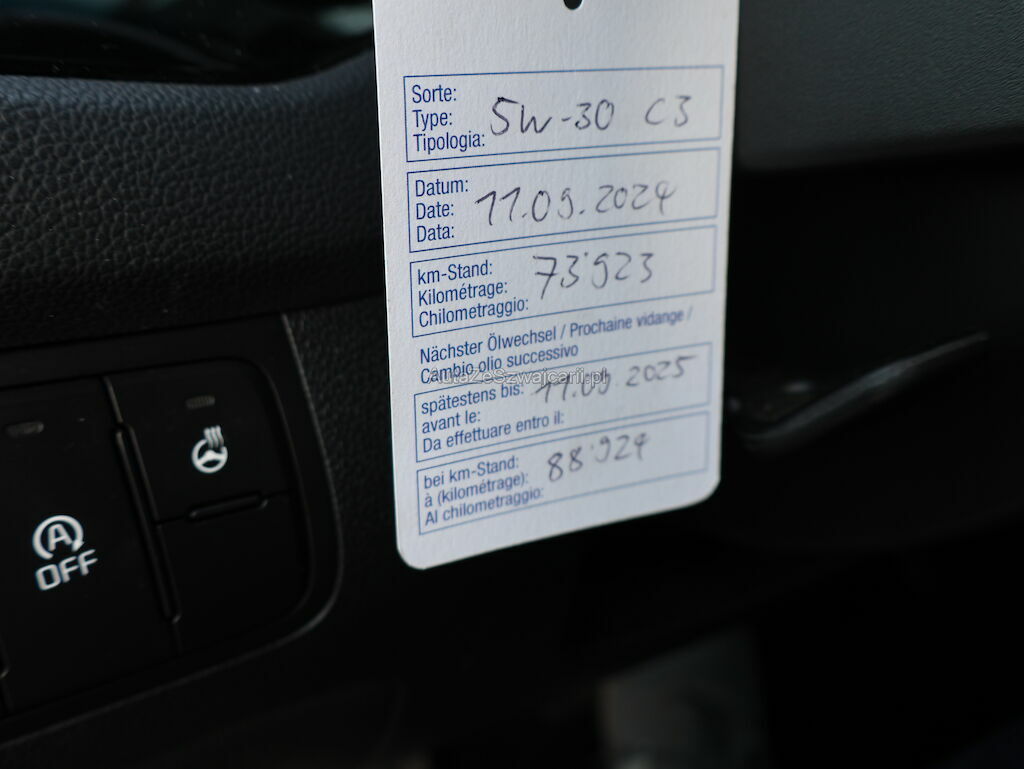 Sorte:
Type:
Tipologia:
5W-30 C3
Datum:
Date:
Data:
11.09.2024
km-Stand:
Kilométrage:
Chilometraggio:
73'923
Nächster Ölwechsel / Prochaine vidange /
Cambio olio successivo
AutaZeSzwajcarii.pl
spätestens bis:
avant le:
Da effettuare entro il:
11.09.2025
bei km-Stand:
à (kilométrage):
Al chilometraggio:
88'924
A
OFF